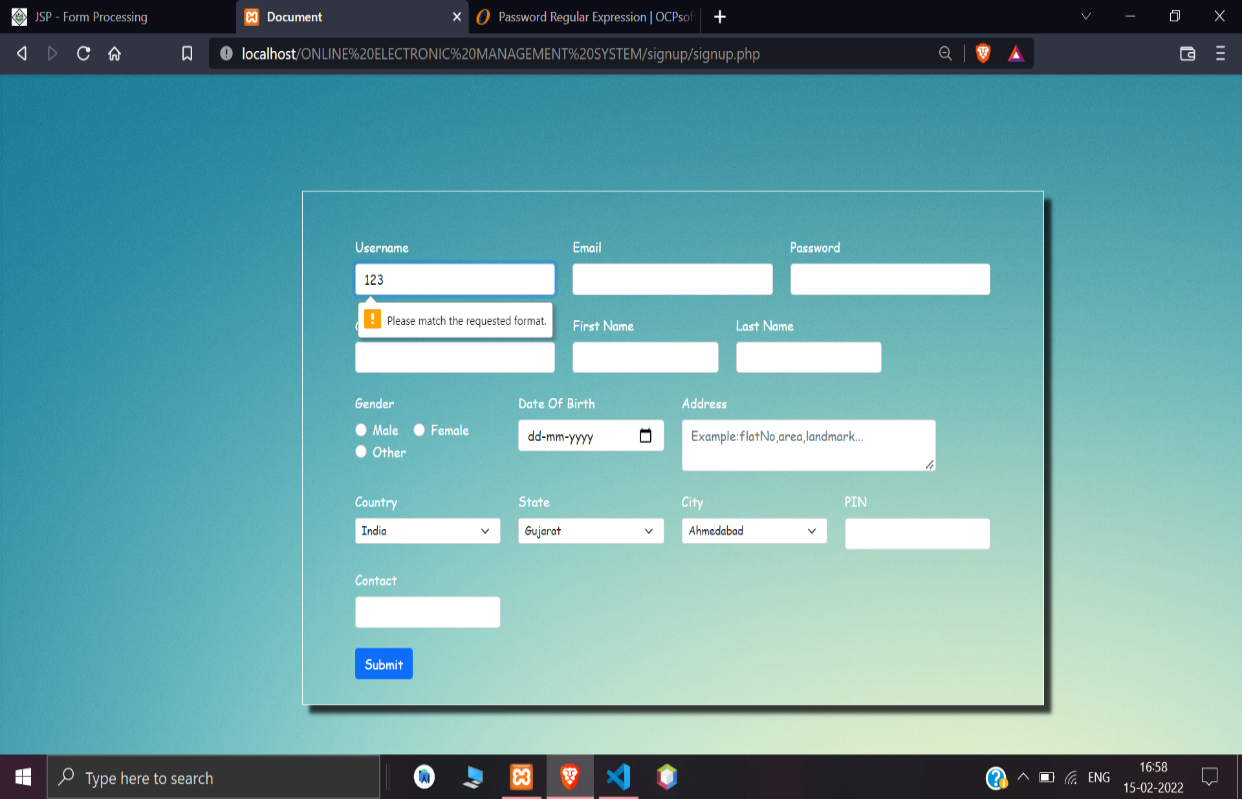 JSP - Form Processing
Document
Password Regular Expression | OCPsof
localhost/ONLINE%20ELECTRONIC%20MANAGEMENT%20SYSTEM/signup/signup.php
Username Email Password
123
Please match the requested format.
First Name Last Name
Gender Date Of Birth Address
Male Female
Other
dd-mm-yyyy
Example:flatNo,area,landmark...
Country State City PIN
India Gujarat Ahmedabad
Contact
Submit
Type here to search
ENG
16:58
15-02-2022